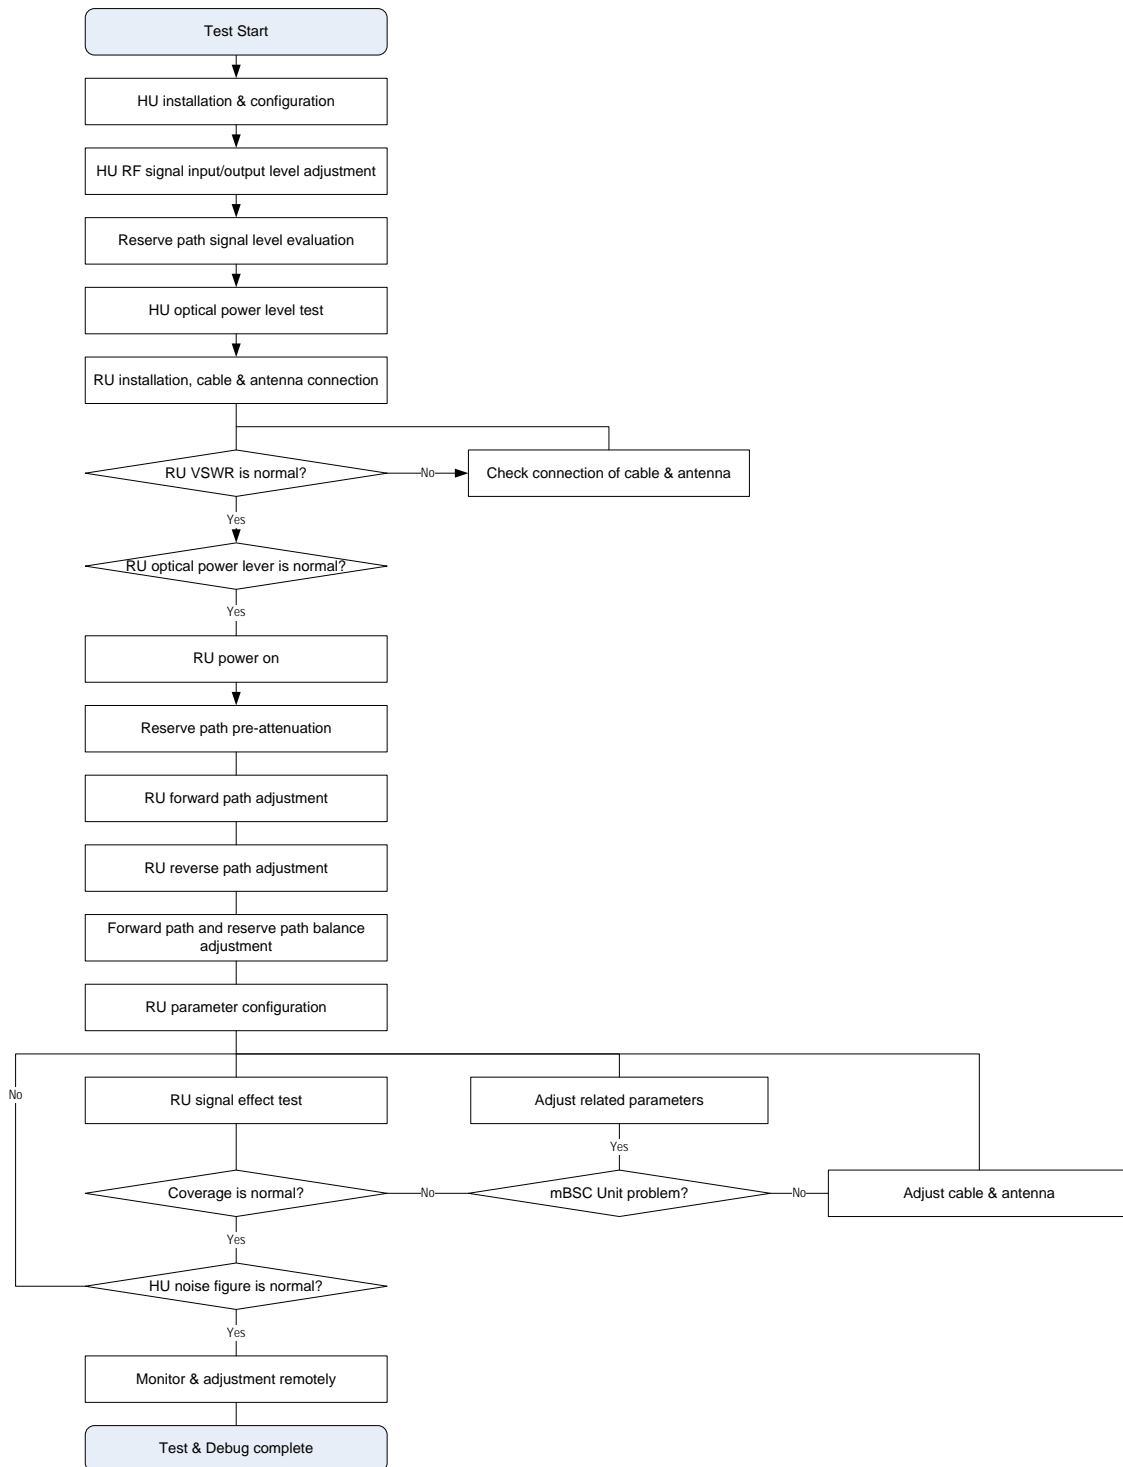 Test Start
HU installation & configuration
HU RF signal input/output level adjustment
Reserve path signal level evaluation
HU optical power level test
RU installation, cable & antenna connection
RU VSWR is normal?
No
Check connection of cable & antenna
Yes
RU optical power lever is normal?
Yes
RU power on
Reserve path pre-attenuation
RU forward path adjustment
RU reverse path adjustment
Forward path and reserve path balance
adjustment
RU parameter configuration
No
RU signal effect test
Adjust related parameters
Yes
Coverage is normal?
No
mBSC Unit problem?
No
Adjust cable & antenna
Yes
HU noise figure is normal?
Yes
Monitor & adjustment remotely
Test & Debug complete